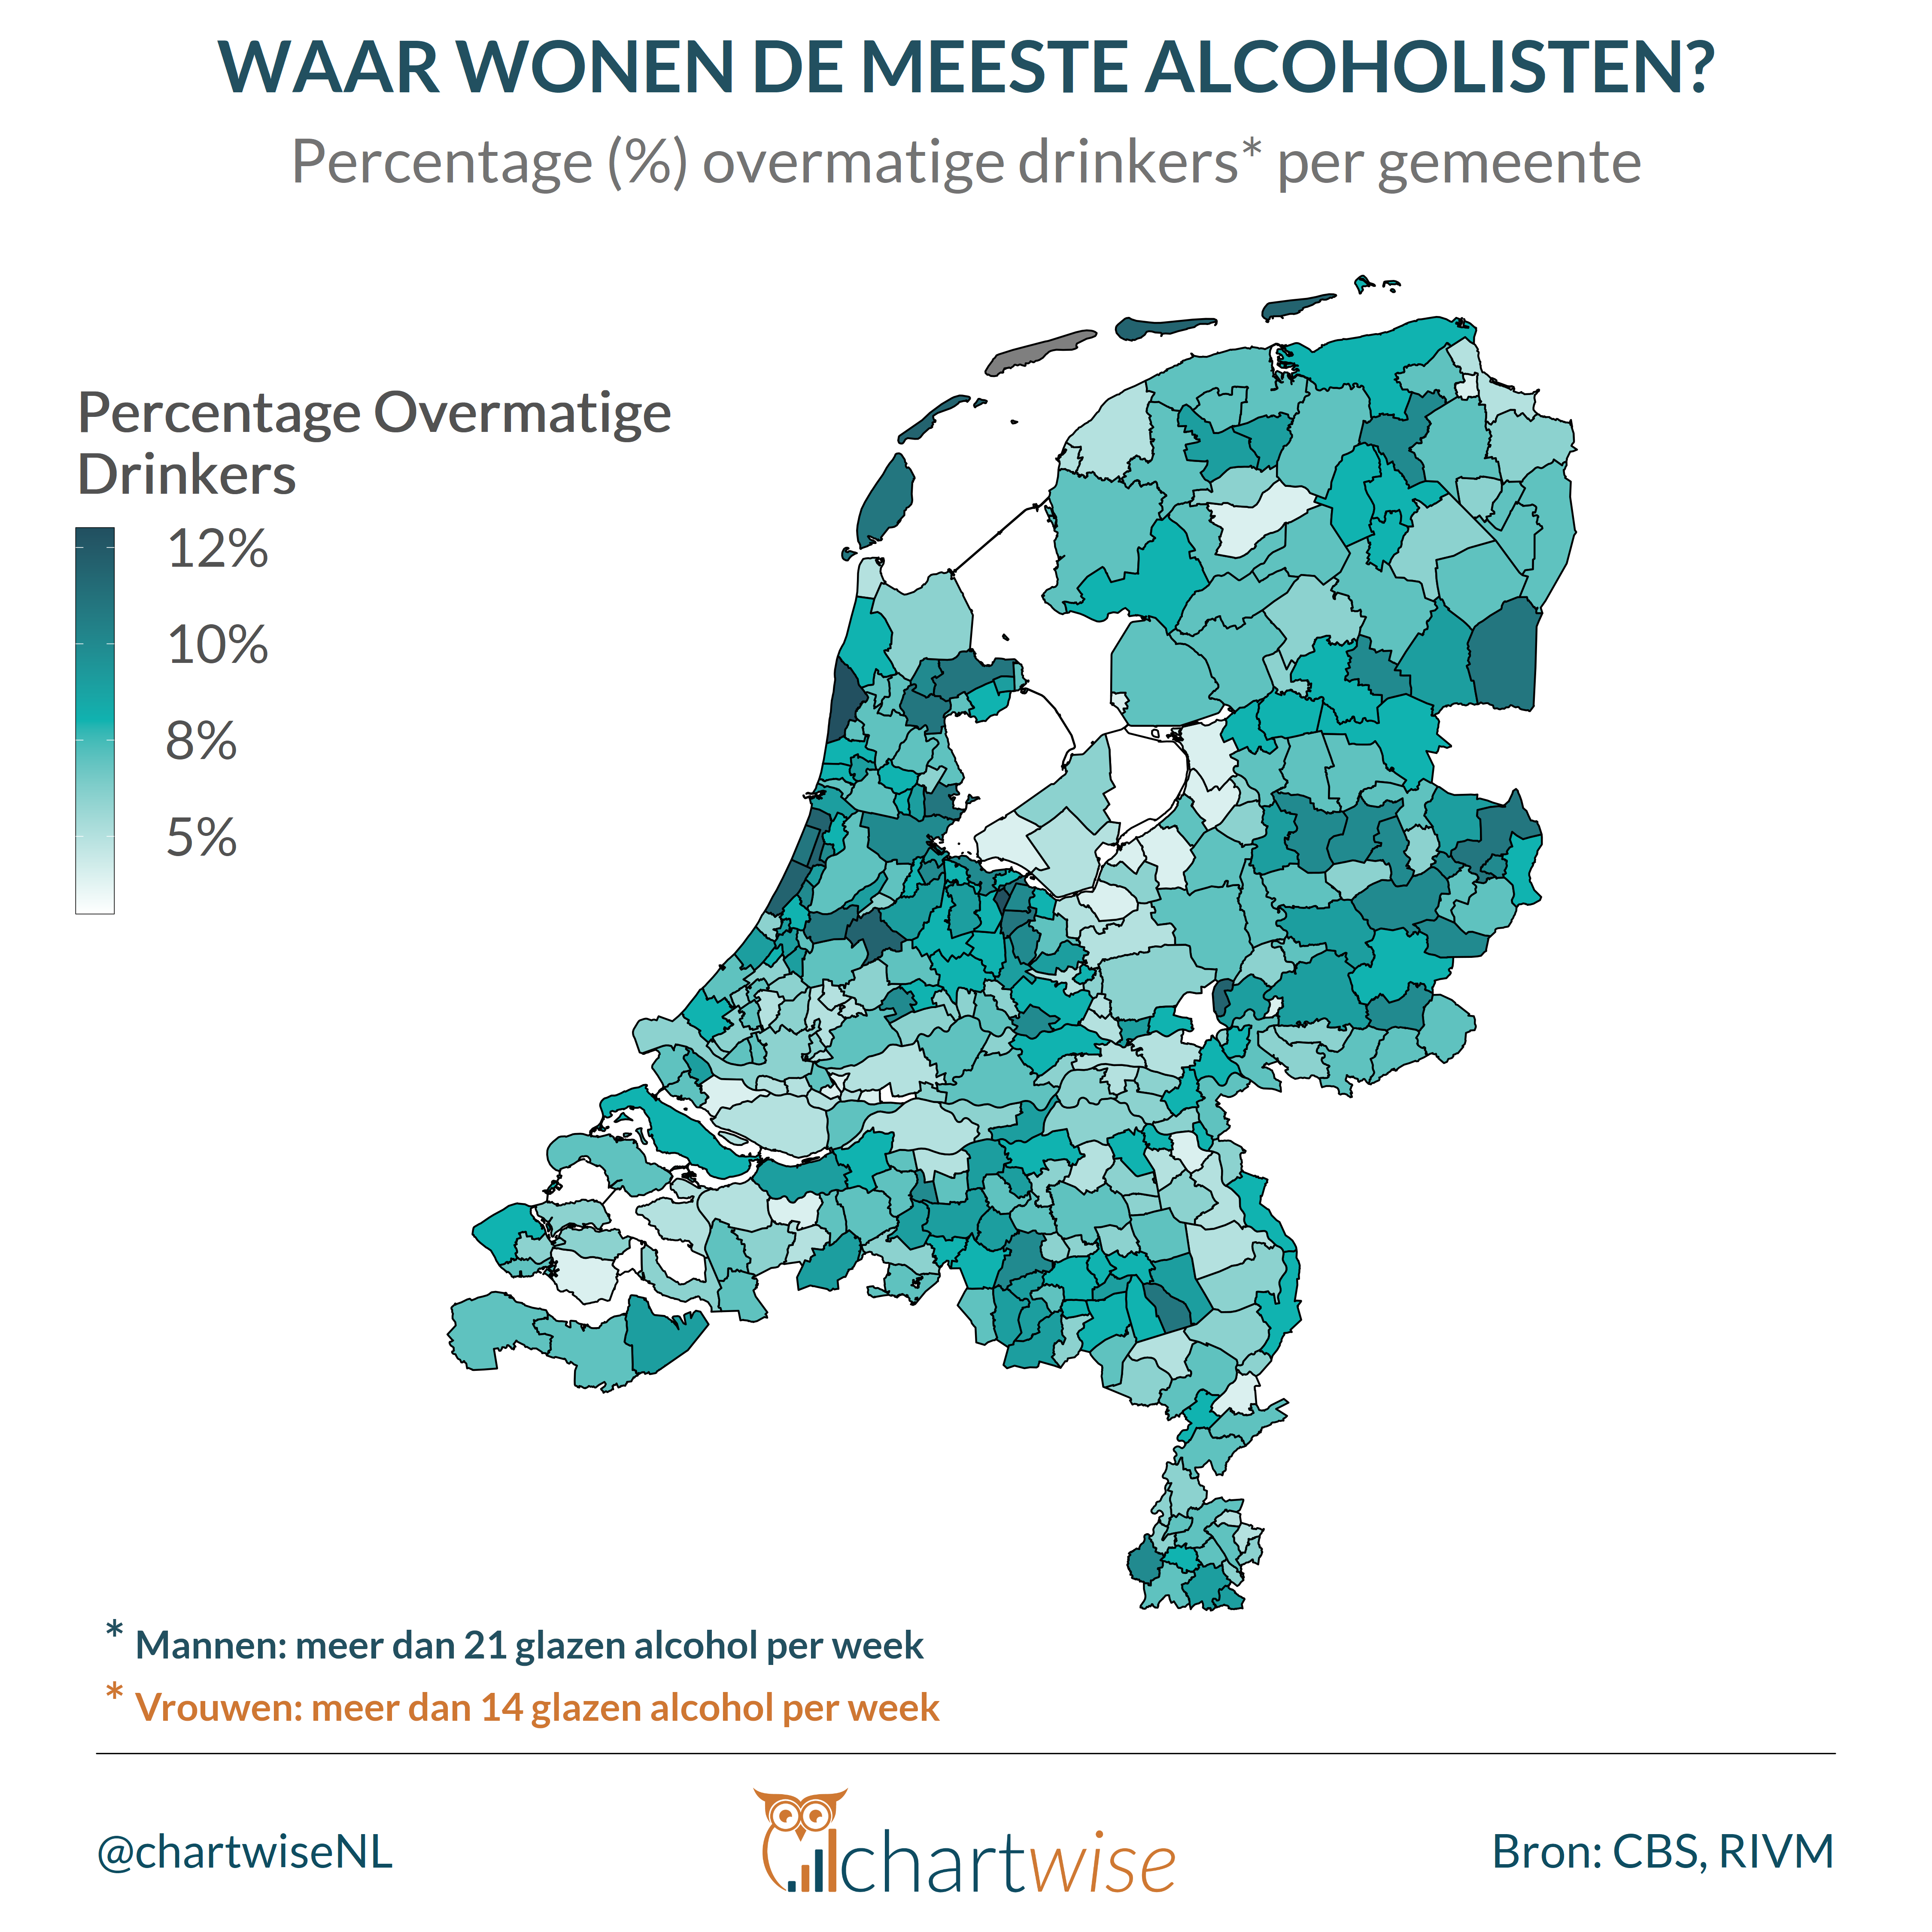 WAAR WONEN DE MEESTE ALCOHOLISTEN?
Percentage (%) overmatige drinkers* per gemeente
Percentage Overmatige
Drinkers
12%
10%
8%
5%
* Mannen: meer dan 21 glazen alcohol per week
* Vrouwen: meer dan 14 glazen alcohol per week
@chartwiseNL
chartwise
Bron: CBS, RIVM